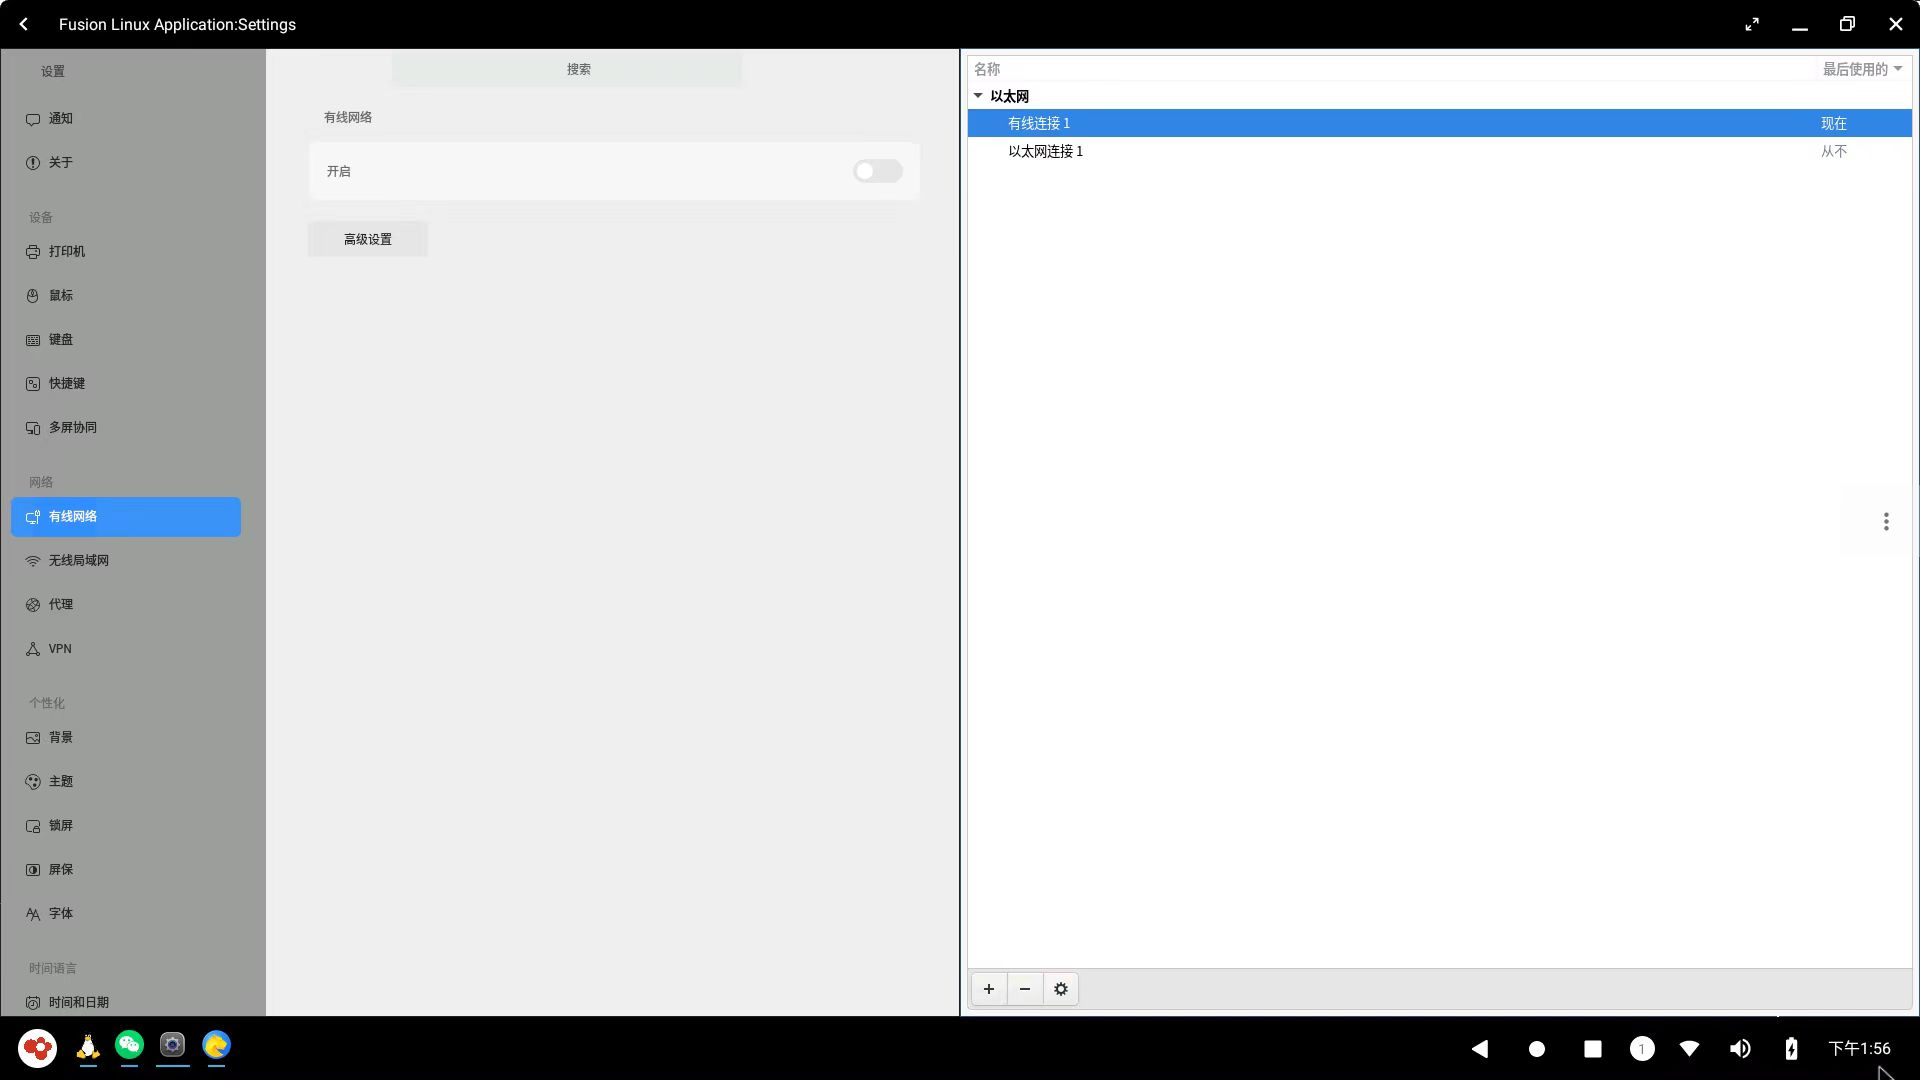 Fusion Linux Application:Settings
设置
通知
关于
设备
打印机
鼠标
键盘
快捷键
多屏协同
网络
有线网络
无线局域网
代理
VPN
个性化
背景
主题
锁屏
屏保
字体
时间语言
时间和日期
搜索
有线网络
开启
高级设置
名称 最后使用的
以太网
有线连接 1 现在
以太网连接 1 从不
1
下午1:56